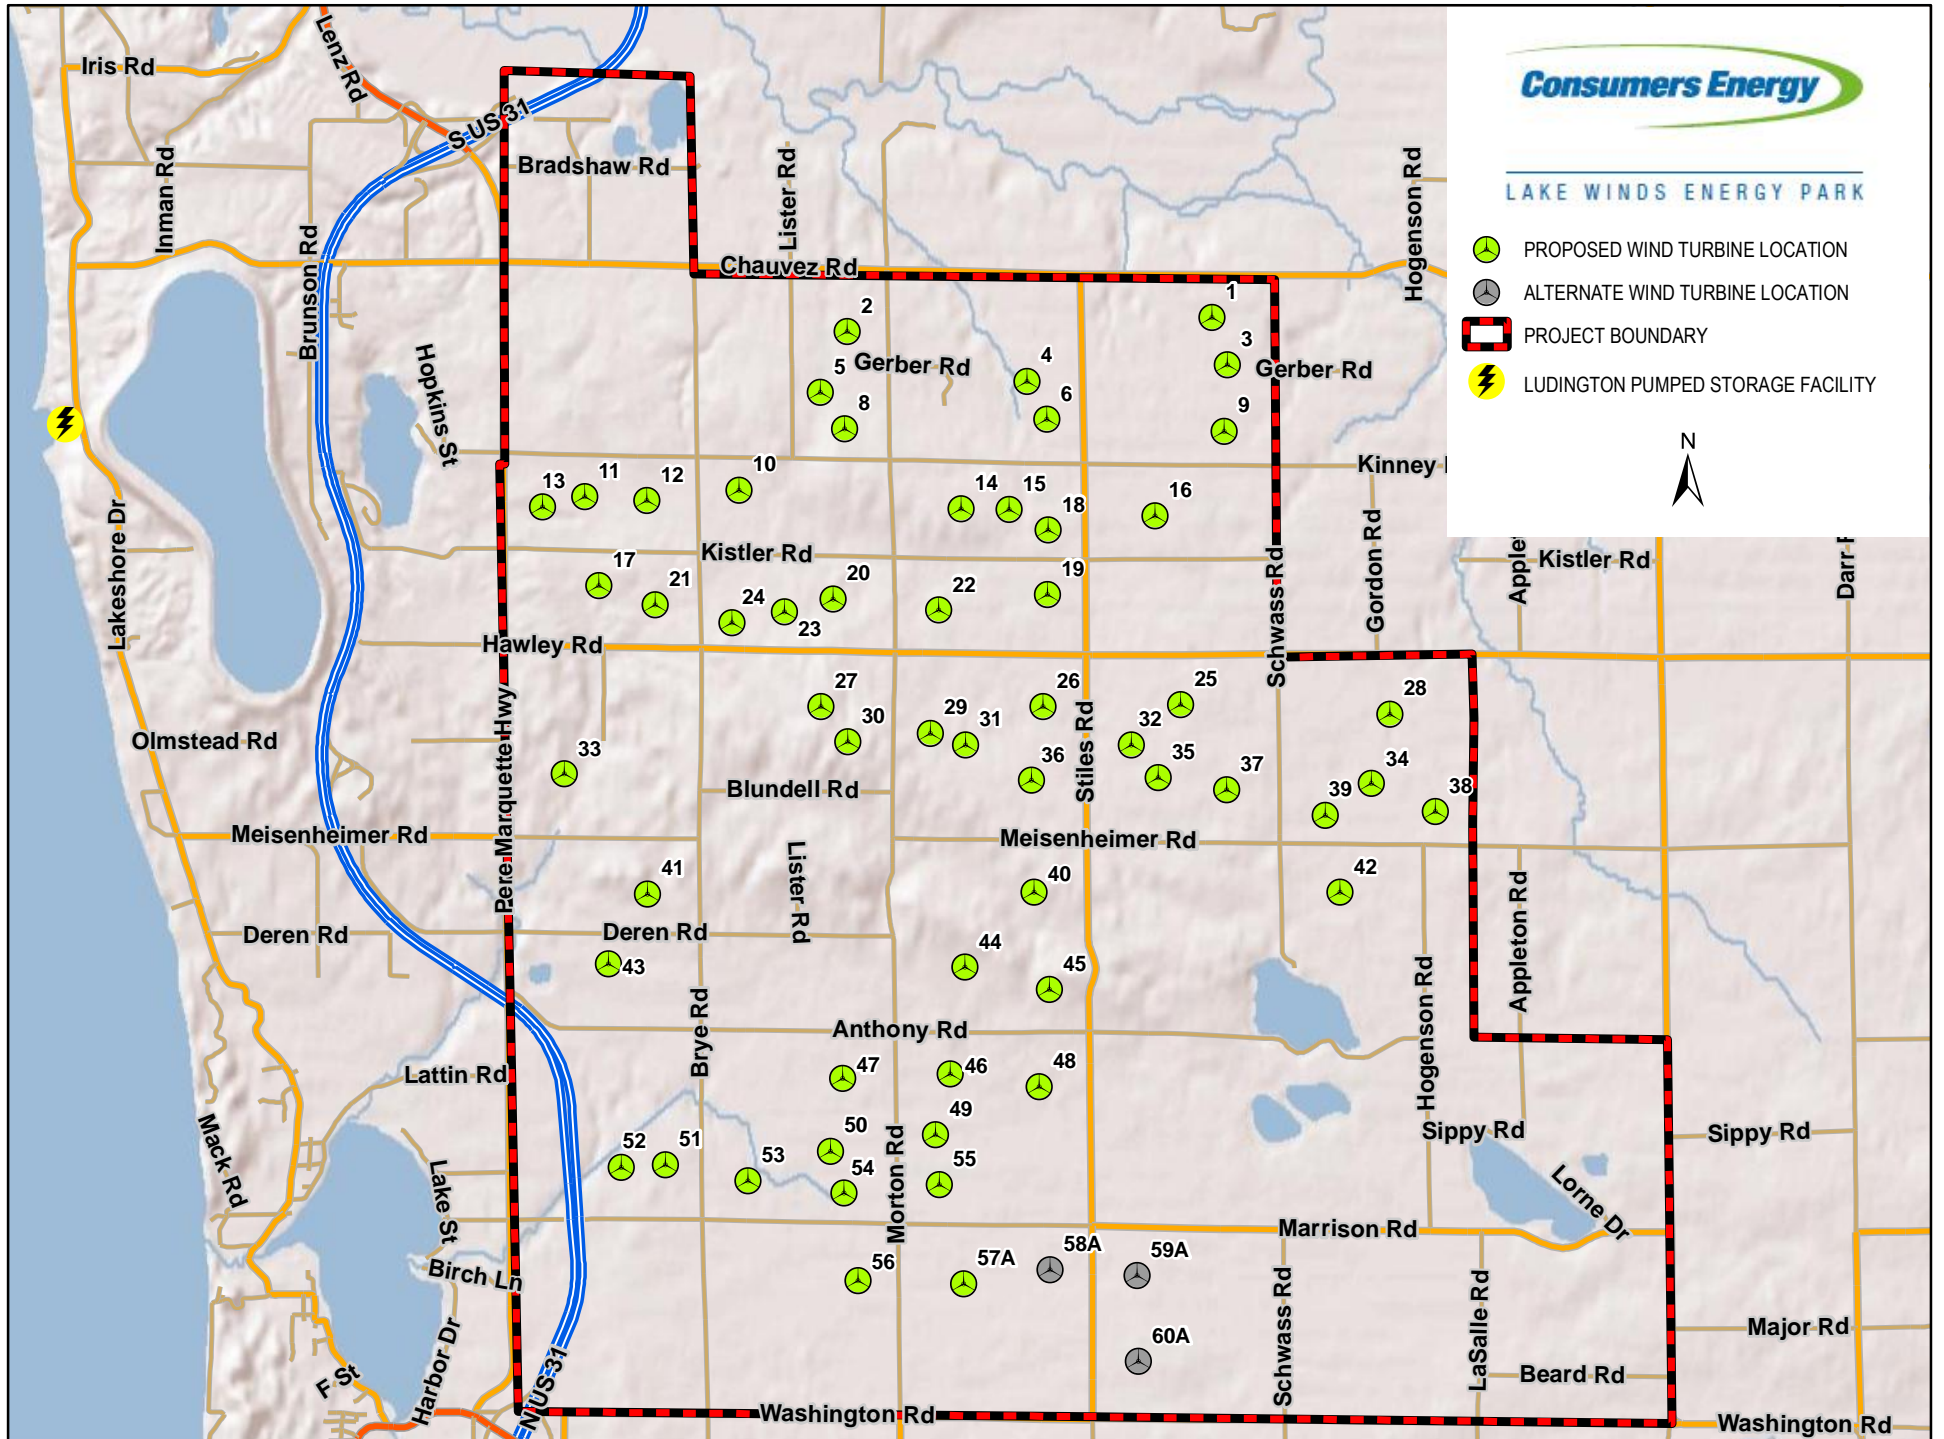 Consumers Energy
LAKE WINDS ENERGY PARK
PROPOSED WIND TURBINE LOCATION
ALTERNATE WIND TURBINE LOCATION
PROJECT BOUNDARY
LUDINGTON PUMPED STORAGE FACILITY
N
Iris Rd
Lenz Rd
S US 31
Inman Rd
Bradshaw Rd
Lister Rd
Hogenson Rd
Brunson Rd
Chauvez Rd
1
2
3
Gerber Rd
Gerber Rd
4
5
6
8
9
Hopkins St
Kinney
10
11
12
13
14
15
16
18
Lakeshore Dr
Kistler Rd
Kistler Rd
Schwass Rd
Gordon Rd
17
21
24
23
20
22
19
Hawley Rd
Pere Marquette Hwy
27
30
29
31
26
25
32
28
Olmstead Rd
33
36
Stiles Rd
35
37
34
39
38
Blundell Rd
Meisenheimer Rd
Meisenheimer Rd
Lister Rd
41
40
42
Appleton Rd
Deren Rd
Deren Rd
43
44
45
Hogenson Rd
Brye Rd
Anthony Rd
Lattin Rd
47
46
48
Mack Rd
49
50
52
51
53
54
55
Morton Rd
Sippy Rd
Sippy Rd
Lake St
Lorne Dr
Marrison Rd
Birch Ln
56
57A
58A
59A
60A
Schwass Rd
LaSalle Rd
Major Rd
Beard Rd
F St
Harbor Dr
N US 31
Washington Rd
Washington Rd